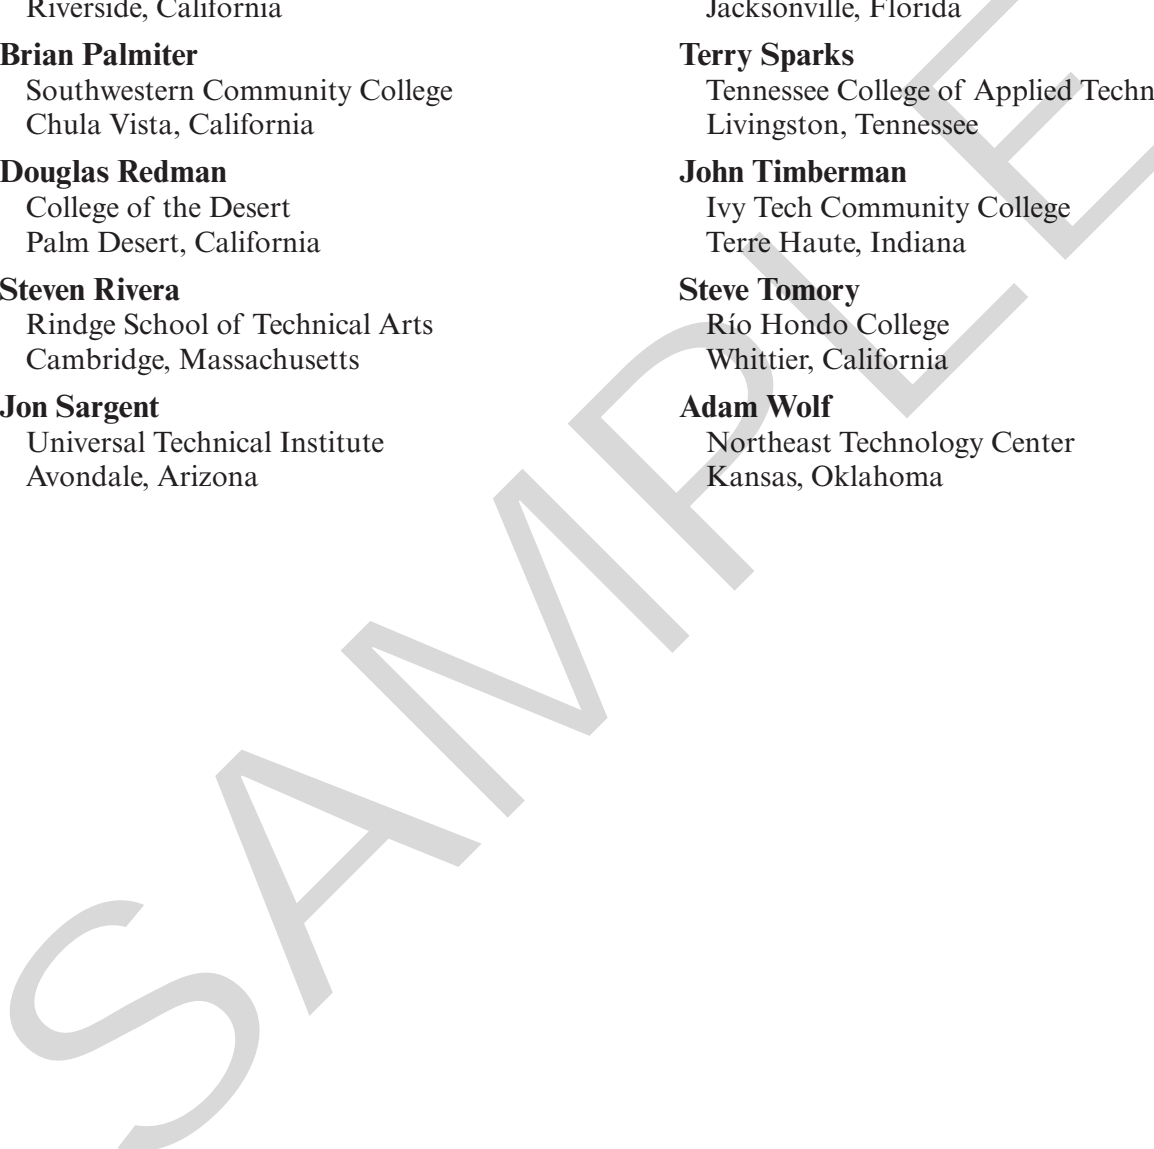 Riverside, California
Brian Palmiter
Southwestern Community College
Chula Vista, California
Douglas Redman
College of the Desert
Palm Desert, California
Steven Rivera
Rindge School of Technical Arts
Cambridge, Massachusetts
Jon Sargent
Universal Technical Institute
Avondale, Arizona
Jacksonville, Florida
Terry Sparks
Tennessee College of Applied Techn
Livingston, Tennessee
John Timberman
Ivy Tech Community College
Terre Haute, Indiana
Steve Tomory
Río Hondo College
Whittier, California
Adam Wolf
Northeast Technology Center
Kansas, Oklahoma
SAMPLE